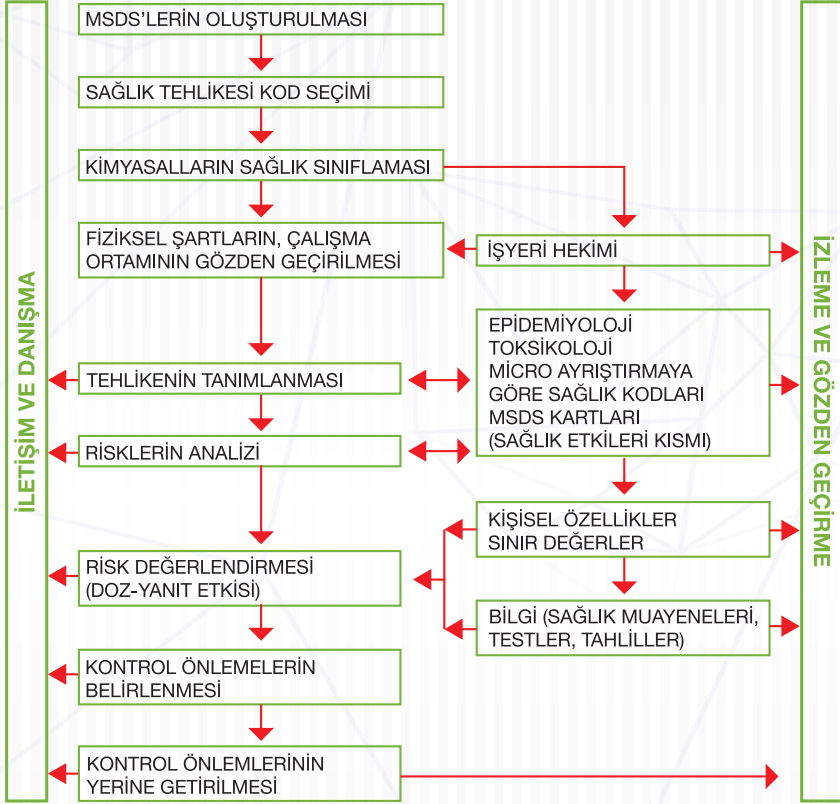 MSDS'LERİN OLUŞTURULMASI
SAĞLIK TEHLİKESİ KOD SEÇİMİ
KİMYASALLARIN SAĞLIK SINIFLAMASI
FİZİKSEL ŞARTLARIN, ÇALIŞMA
ORTAMININ GÖZDEN GEÇİRİLMESİ
İŞYERİ HEKİMİ
EPİDEMİYOLOJİ
TOKSİKOLOJİ
MİCRO AYRIŞTIRMAYA
GÖRE SAĞLIK KODLARI
MSDS KARTLARI
(SAĞLIK ETKİLERİ KISMI)
TEHLİKENİN TANIMLANMASI
RİSKLERİN ANALİZİ
KİŞİSEL ÖZELLİKLER
SINIR DEĞERLER
RİSK DEĞERLENDİRMESİ
(DOZ-YANIT ETKİSİ)
BİLGİ (SAĞLIK MUAYENELERİ,
TESTLER, TAHLİLLER)
KONTROL ÖNLEMELERİN
BELİRLENMESİ
KONTROL ÖNLEMLERİNİN
YERİNE GETİRİLMESİ
İLETİŞİM VE DANIŞMA
İZLEME VE GÖZDEN GEÇİRME